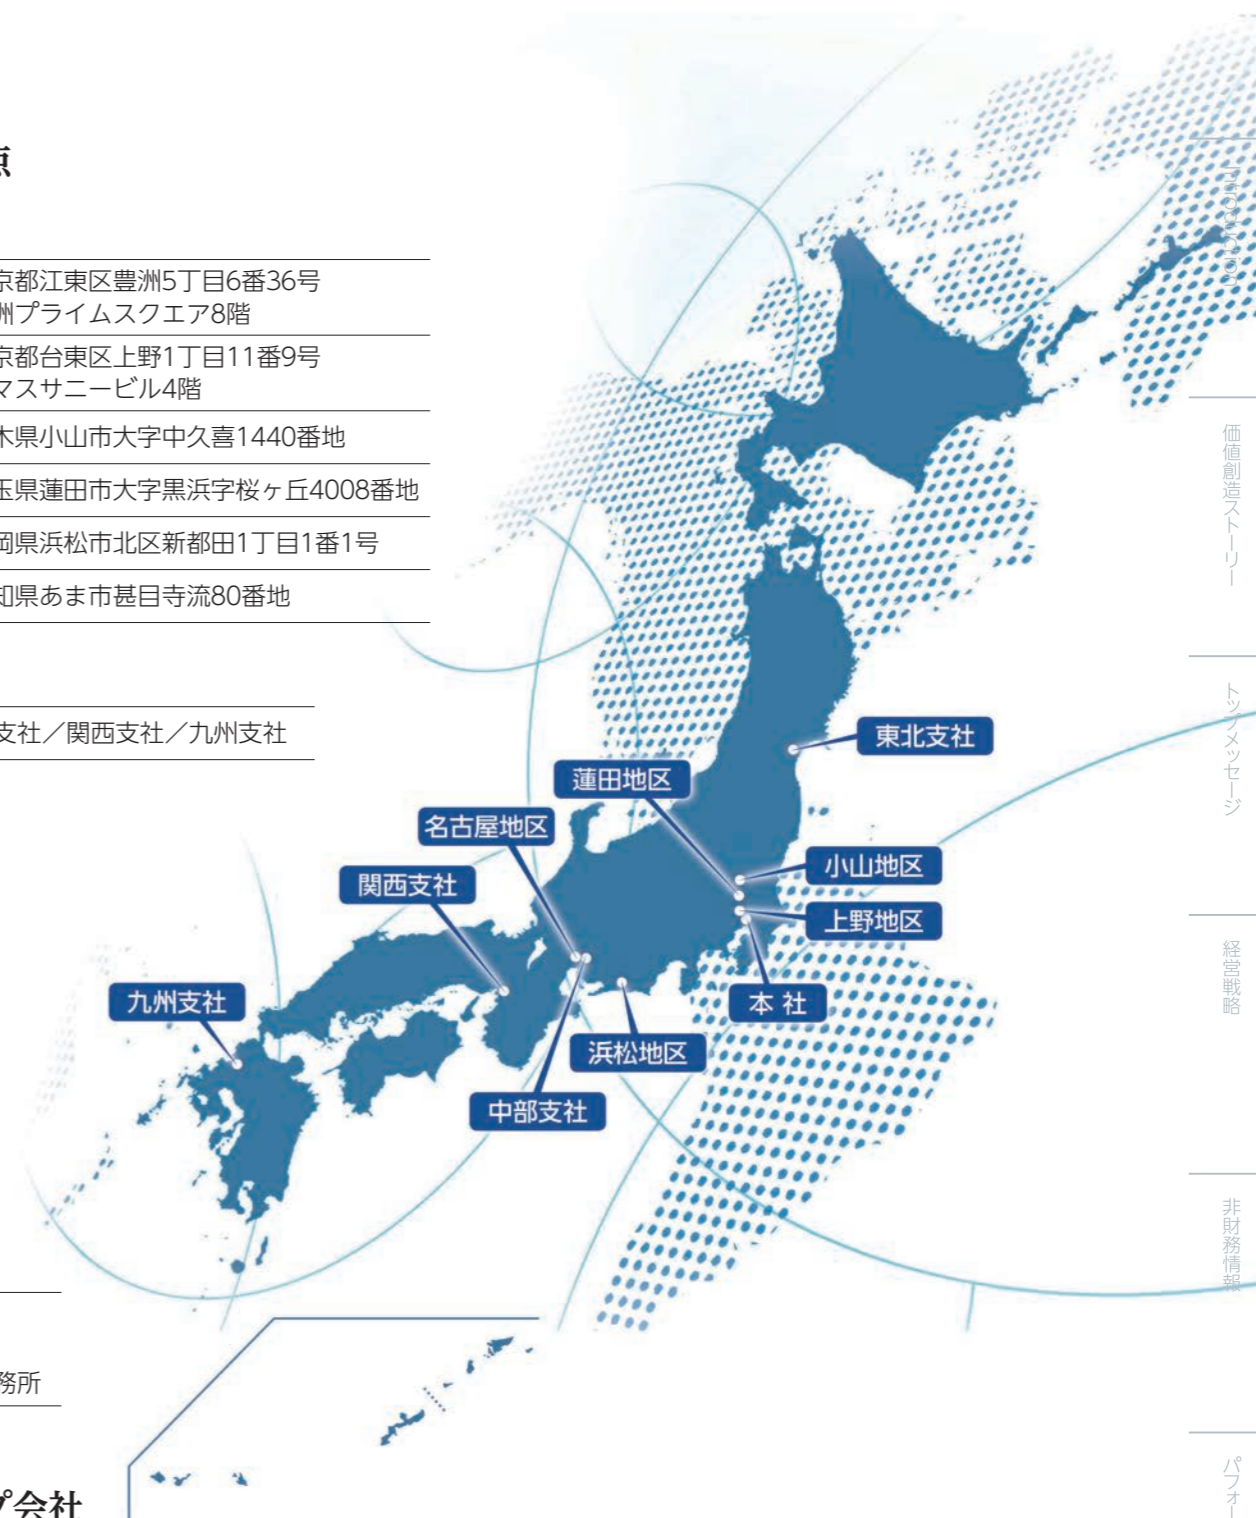 点
京都江東区豊洲5丁目6番36号
洲プライムスクエア8階
京都台東区上野1丁目11番9号
マスサニービル4階
木県小山市大字中久喜1440番地
玉県蓮田市大字黒浜字桜ヶ丘4008番地
岡県浜松市北区新都田1丁目1番1号
知県あま市甚目寺流80番地
支社／関西支社／九州支社
東北支社
蓮田地区
名古屋地区
小山地区
関西支社
上野地区
九州支社
本 社
浜松地区
中部支社
務所
プ会社
Introduction
価値創造ストーリー
トップメッセージ
経営戦略
非財務情報
パフォー